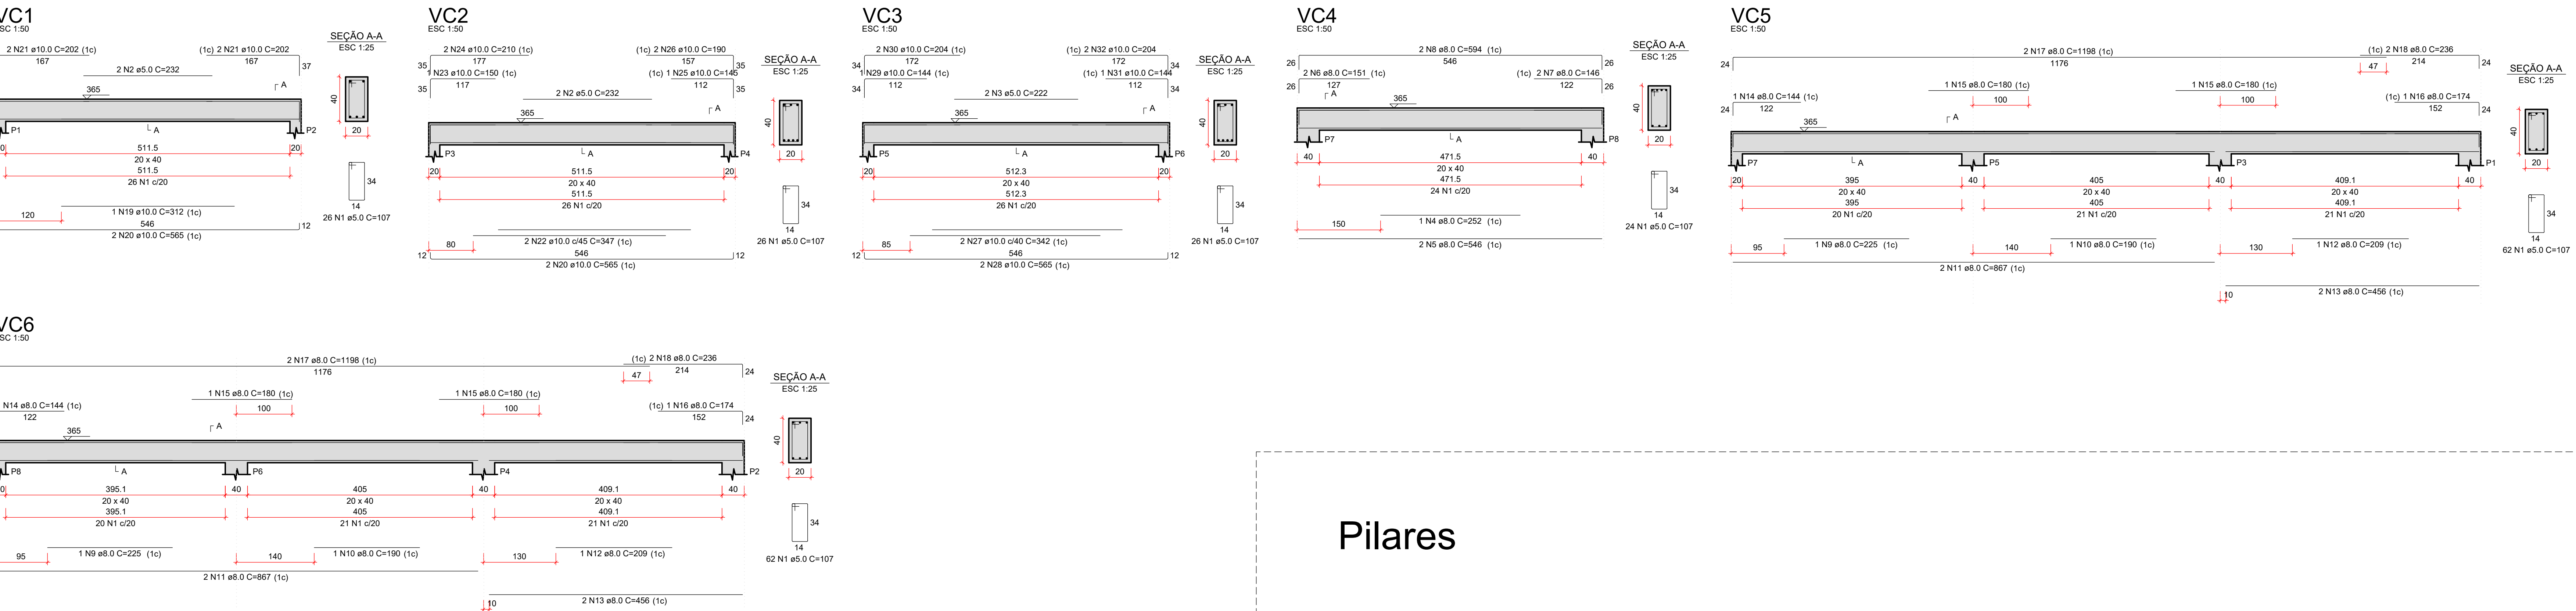 VC1
ESC 1:50
2 N21 ø10.0 C=202 (1c)
167
(1c) 2 N21 ø10.0 C=202
167
37
2 N2 ø5.0 C=232
A
365
P1
A
P2
511.5
20
20 x 40
511.5
26 N1 c/20
120
1 N19 ø10.0 C=312 (1c)
546
12
2 N20 ø10.0 C=565 (1c)
SEÇÃO A-A
ESC 1:25
40
20
34
14
26 N1 ø5.0 C=107
VC2
ESC 1:50
2 N24 ø10.0 C=210 (1c)
177
35
(1c) 2 N26 ø10.0 C=190
157
35
1 N23 ø10.0 C=150 (1c)
117
35
(1c) 1 N25 ø10.0 C=145
112
35
2 N2 ø5.0 C=232
A
365
P3
A
P4
20
511.5
20
20 x 40
511.5
26 N1 c/20
80
2 N22 ø10.0 c/45 C=347 (1c)
12
546
12
2 N20 ø10.0 C=565 (1c)
SEÇÃO A-A
ESC 1:25
40
20
34
14
26 N1 ø5.0 C=107
VC3
ESC 1:50
2 N30 ø10.0 C=204 (1c)
172
34
(1c) 2 N32 ø10.0 C=204
172
34
1 N29 ø10.0 C=144 (1c)
112
34
(1c) 1 N31 ø10.0 C=144
112
34
2 N3 ø5.0 C=222
A
365
P5
A
P6
20
512.3
20
20 x 40
512.3
26 N1 c/20
85
2 N27 ø10.0 c/40 C=342 (1c)
12
546
12
2 N28 ø10.0 C=565 (1c)
SEÇÃO A-A
ESC 1:25
40
20
34
14
26 N1 ø5.0 C=107
VC4
ESC 1:50
2 N8 ø8.0 C=594 (1c)
26
546
26
2 N6 ø8.0 C=151 (1c)
26
127
(1c) 2 N7 ø8.0 C=146
122
26
A
365
P7
A
P8
40
471.5
40
20 x 40
471.5
24 N1 c/20
150
1 N4 ø8.0 C=252 (1c)
2 N5 ø8.0 C=546 (1c)
SEÇÃO A-A
ESC 1:25
40
20
34
14
24 N1 ø5.0 C=107
VC5
ESC 1:50
2 N17 ø8.0 C=1198 (1c)
24
1176
(1c) 2 N18 ø8.0 C=236
47
214
24
1 N14 ø8.0 C=144 (1c)
24
122
1 N15 ø8.0 C=180 (1c)
100
1 N15 ø8.0 C=180 (1c)
100
(1c) 1 N16 ø8.0 C=174
152
24
A
365
P7
A
P5
P3
P1
20
395
40
405
40
409.1
40
20 x 40
20 x 40
20 x 40
395
405
409.1
20 N1 c/20
21 N1 c/20
21 N1 c/20
95
1 N9 ø8.0 C=225 (1c)
140
1 N10 ø8.0 C=190 (1c)
130
1 N12 ø8.0 C=209 (1c)
2 N11 ø8.0 C=867 (1c)
10
2 N13 ø8.0 C=456 (1c)
SEÇÃO A-A
ESC 1:25
40
20
34
14
62 N1 ø5.0 C=107
VC6
ESC 1:50
2 N17 ø8.0 C=1198 (1c)
1176
(1c) 2 N18 ø8.0 C=236
47
214
24
N14 ø8.0 C=144 (1c)
122
1 N15 ø8.0 C=180 (1c)
100
1 N15 ø8.0 C=180 (1c)
100
(1c) 1 N16 ø8.0 C=174
152
24
365
A
P8
A
P6
P4
P2
395.1
40
405
40
409.1
40
20 x 40
20 x 40
20 x 40
395.1
405
409.1
20 N1 c/20
21 N1 c/20
21 N1 c/20
95
1 N9 ø8.0 C=225 (1c)
140
1 N10 ø8.0 C=190 (1c)
130
1 N12 ø8.0 C=209 (1c)
2 N11 ø8.0 C=867 (1c)
10
2 N13 ø8.0 C=456 (1c)
SEÇÃO A-A
ESC 1:25
40
20
34
14
62 N1 ø5.0 C=107
Pilares